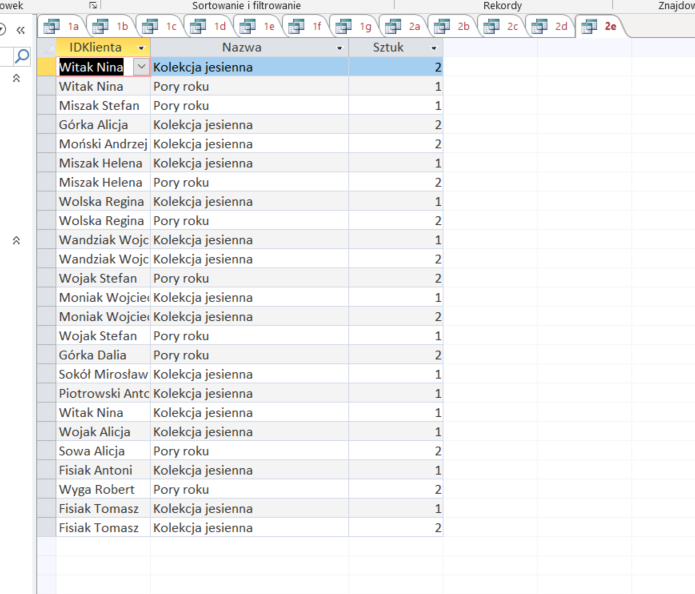 owek Sortowanie i filtrowanie Rekordy Znajdow
1a 1b 1c 1d 1e 1f 1g 2a 2b 2c 2d 2e
IDKlienta Nazwa Sztuk
Witak Nina Kolekcja jesienna 2
Witak Nina Pory roku 1
Miszak Stefan Pory roku 1
Górka Alicja Kolekcja jesienna 2
Moński Andrzej Kolekcja jesienna 2
Miszak Helena Kolekcja jesienna 1
Miszak Helena Pory roku 2
Wolska Regina Kolekcja jesienna 1
Wolska Regina Pory roku 2
Wandziak Wojc Kolekcja jesienna 1
Wandziak Wojc Kolekcja jesienna 2
Wojak Stefan Pory roku 2
Moniak Wojciec Kolekcja jesienna 1
Moniak Wojciec Kolekcja jesienna 2
Wojak Stefan Pory roku 1
Górka Dalia Pory roku 2
Sokół Mirosław Kolekcja jesienna 1
Piotrowski Antc Kolekcja jesienna 1
Witak Nina Kolekcja jesienna 1
Wojak Alicja Kolekcja jesienna 1
Sowa Alicja Pory roku 2
Fisiak Antoni Kolekcja jesienna 1
Wyga Robert Pory roku 2
Fisiak Tomasz Kolekcja jesienna 1
Fisiak Tomasz Kolekcja jesienna 2